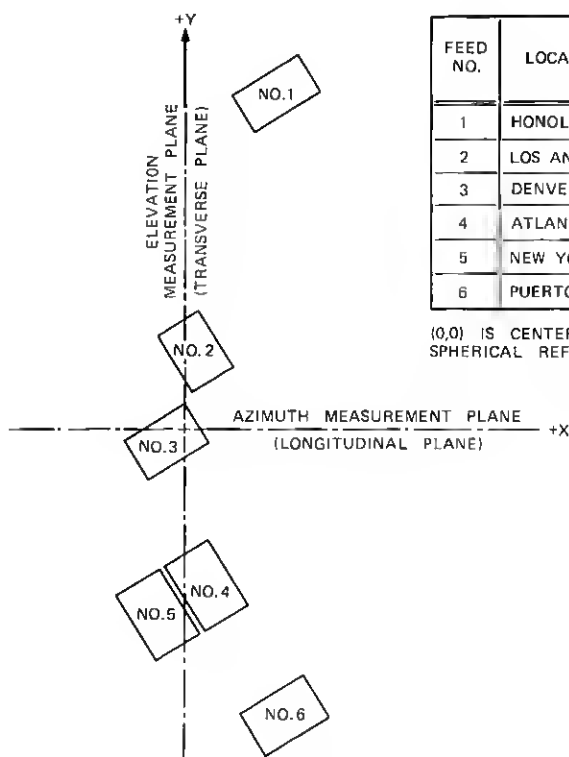 +Y
ELEVATION
MEASUREMENT PLANE
(TRANSVERSE PLANE)
NO.1
NO.2
NO.3
AZIMUTH MEASUREMENT PLANE
(LONGITUDINAL PLANE)
+X
NO.4
NO.5
NO.6
FEED
NO.
LOCA
1 HONOL
2 LOS AN
3 DENVE
4 ATLAN
5 NEW YO
6 PUERTO
(0,0) IS CENTER
SPHERICAL REF